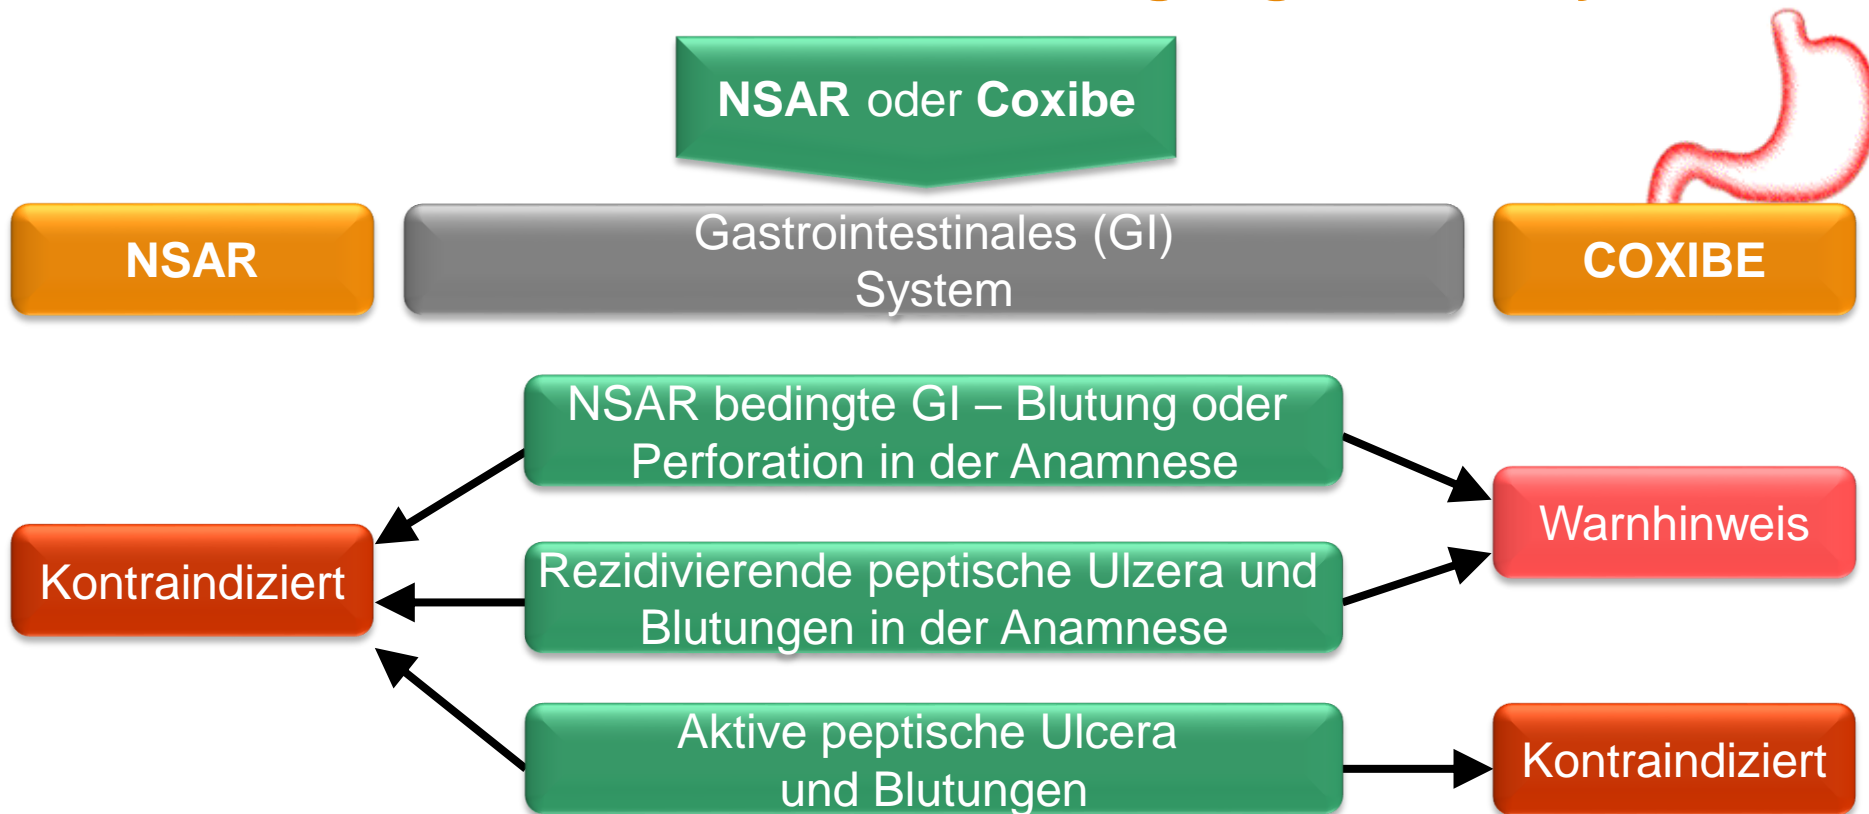 NSAR oder Coxibe
NSAR
Gastrointestinales (GI)
System
COXIBE
NSAR bedingte GI – Blutung oder
Perforation in der Anamnese
Warnhinweis
Kontraindiziert
Rezidivierende peptische Ulzera und
Blutungen in der Anamnese
Aktive peptische Ulcera
und Blutungen
Kontraindiziert